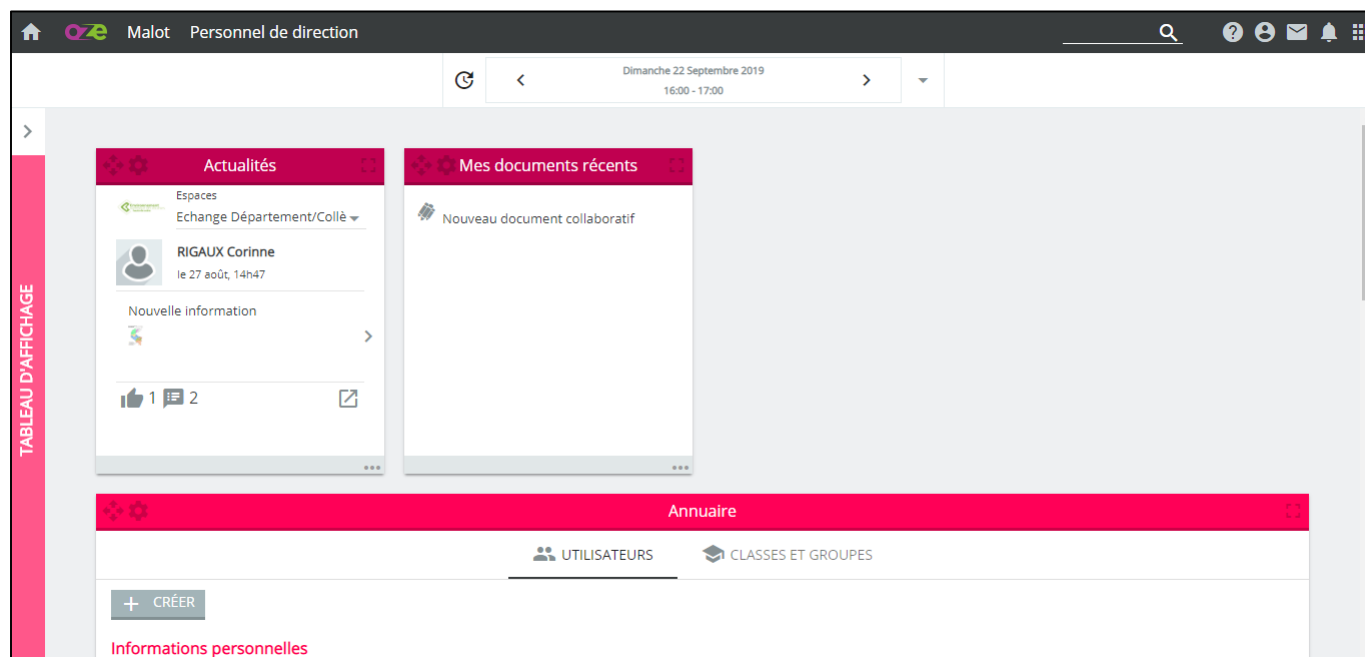 oze Malot Personnel de direction
Dimanche 22 Septembre 2019
16:00 - 17:00
TABLEAU D'AFFICHAGE
Actualités
Espaces
Echange Département/Collè
RIGAUX Corinne
le 27 août, 14h47
Nouvelle information
1 2
Mes documents récents
Nouveau document collaboratif
Annuaire
UTILISATEURS CLASSES ET GROUPES
+ CRÉER
Informations personnelles